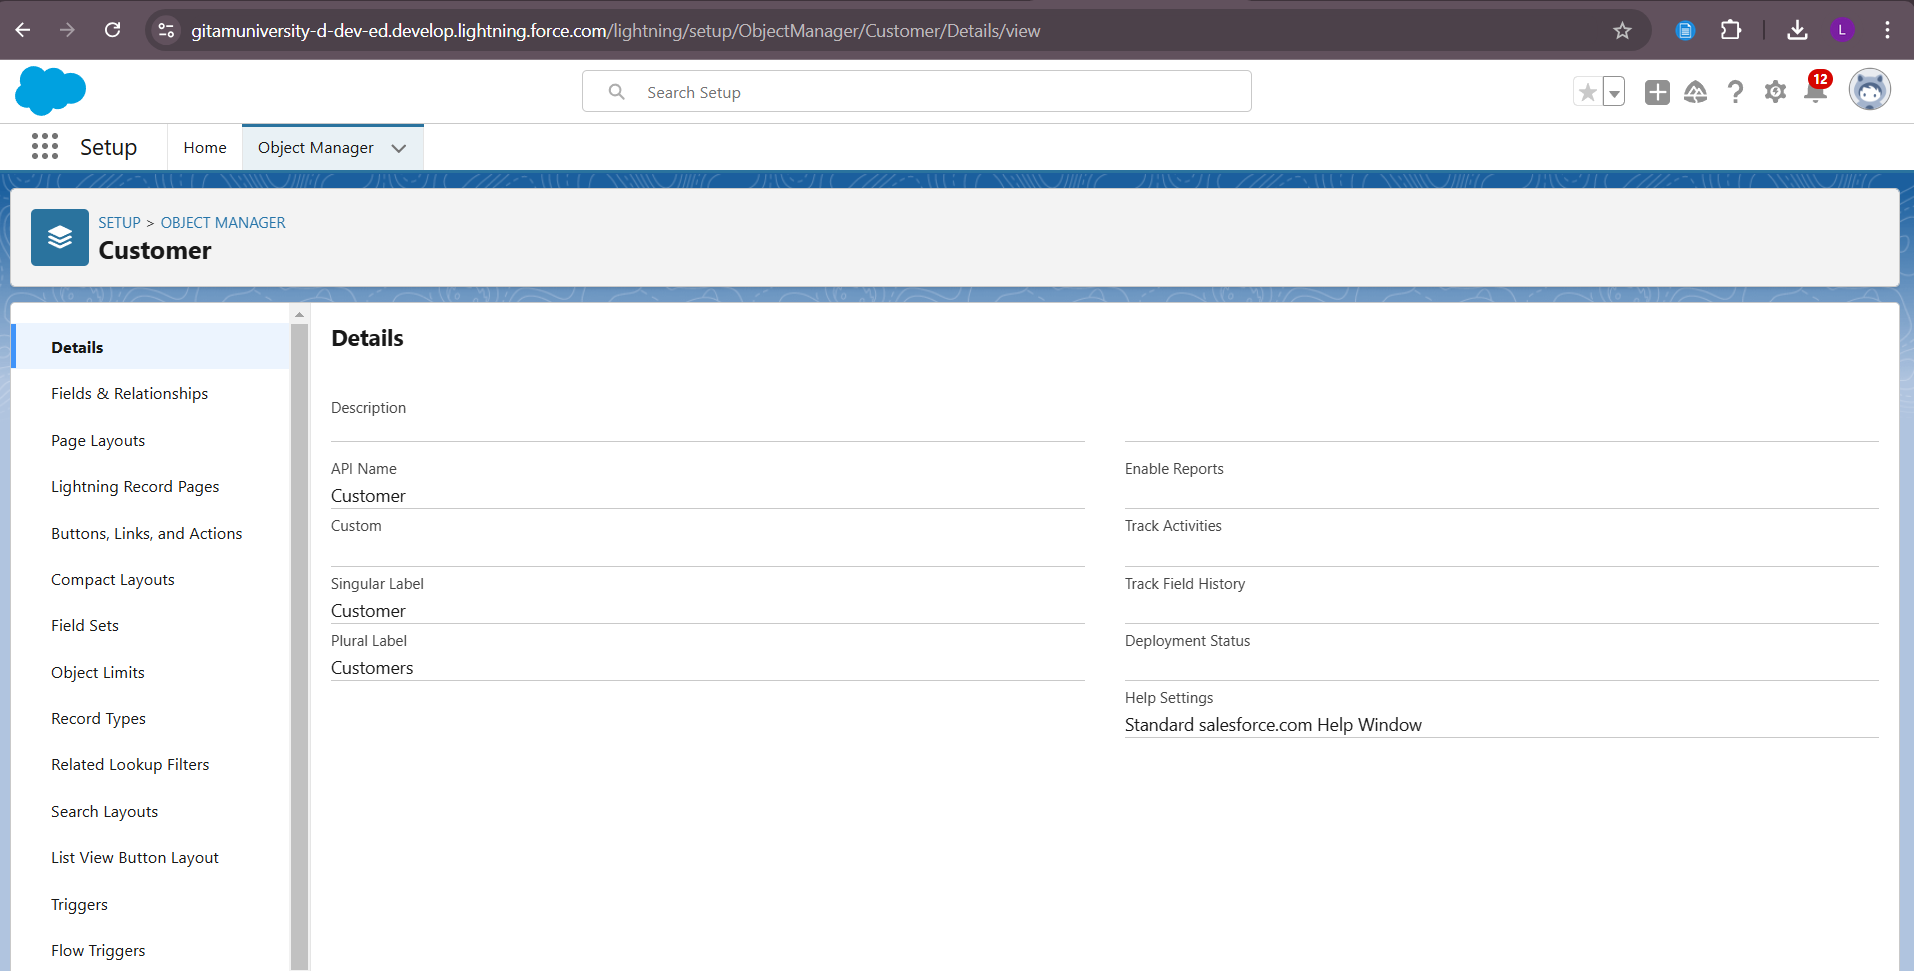 gitamuniversity-d-dev-ed.develop.lightning.force.com/lightning/setup/ObjectManager/Customer/Details/view
L
Search Setup
12
Setup
Home
Object Manager
SETUP > OBJECT MANAGER
Customer
Details
Fields & Relationships
Page Layouts
Lightning Record Pages
Buttons, Links, and Actions
Compact Layouts
Field Sets
Object Limits
Record Types
Related Lookup Filters
Search Layouts
List View Button Layout
Triggers
Flow Triggers
Details
Description
API Name
Customer
Custom
Singular Label
Customer
Plural Label
Customers
Enable Reports
Track Activities
Track Field History
Deployment Status
Help Settings
Standard salesforce.com Help Window